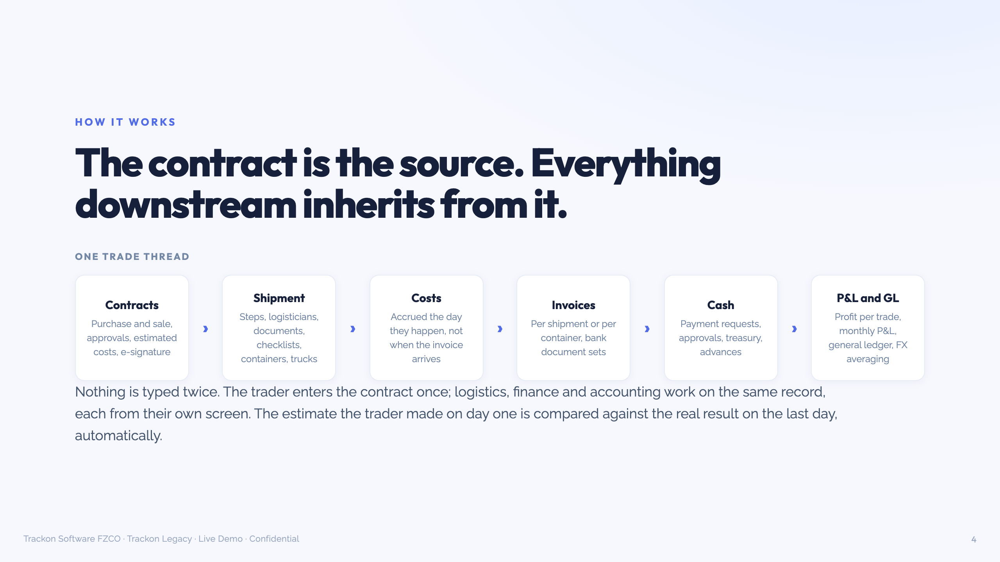 HOW IT WORKS
The contract is the source. Everything
downstream inherits from it.
ONE TRADE THREAD
Contracts
Purchase and sale,
approvals, estimated
costs, e-signature
›
Shipment
Steps, logisticians,
documents,
checklists,
containers, trucks
›
Costs
Accrued the day
they happen, not
when the invoice
arrives
›
Invoices
Per shipment or per
container, bank
document sets
›
Cash
Payment requests,
approvals, treasury,
advances
›
P&L and GL
Profit per trade,
monthly P&L,
general ledger, FX
averaging
Nothing is typed twice. The trader enters the contract once; logistics, finance and accounting work on the same record,
each from their own screen. The estimate the trader made on day one is compared against the real result on the last day,
automatically.
Trackon Software FZCO · Trackon Legacy · Live Demo · Confidential
4